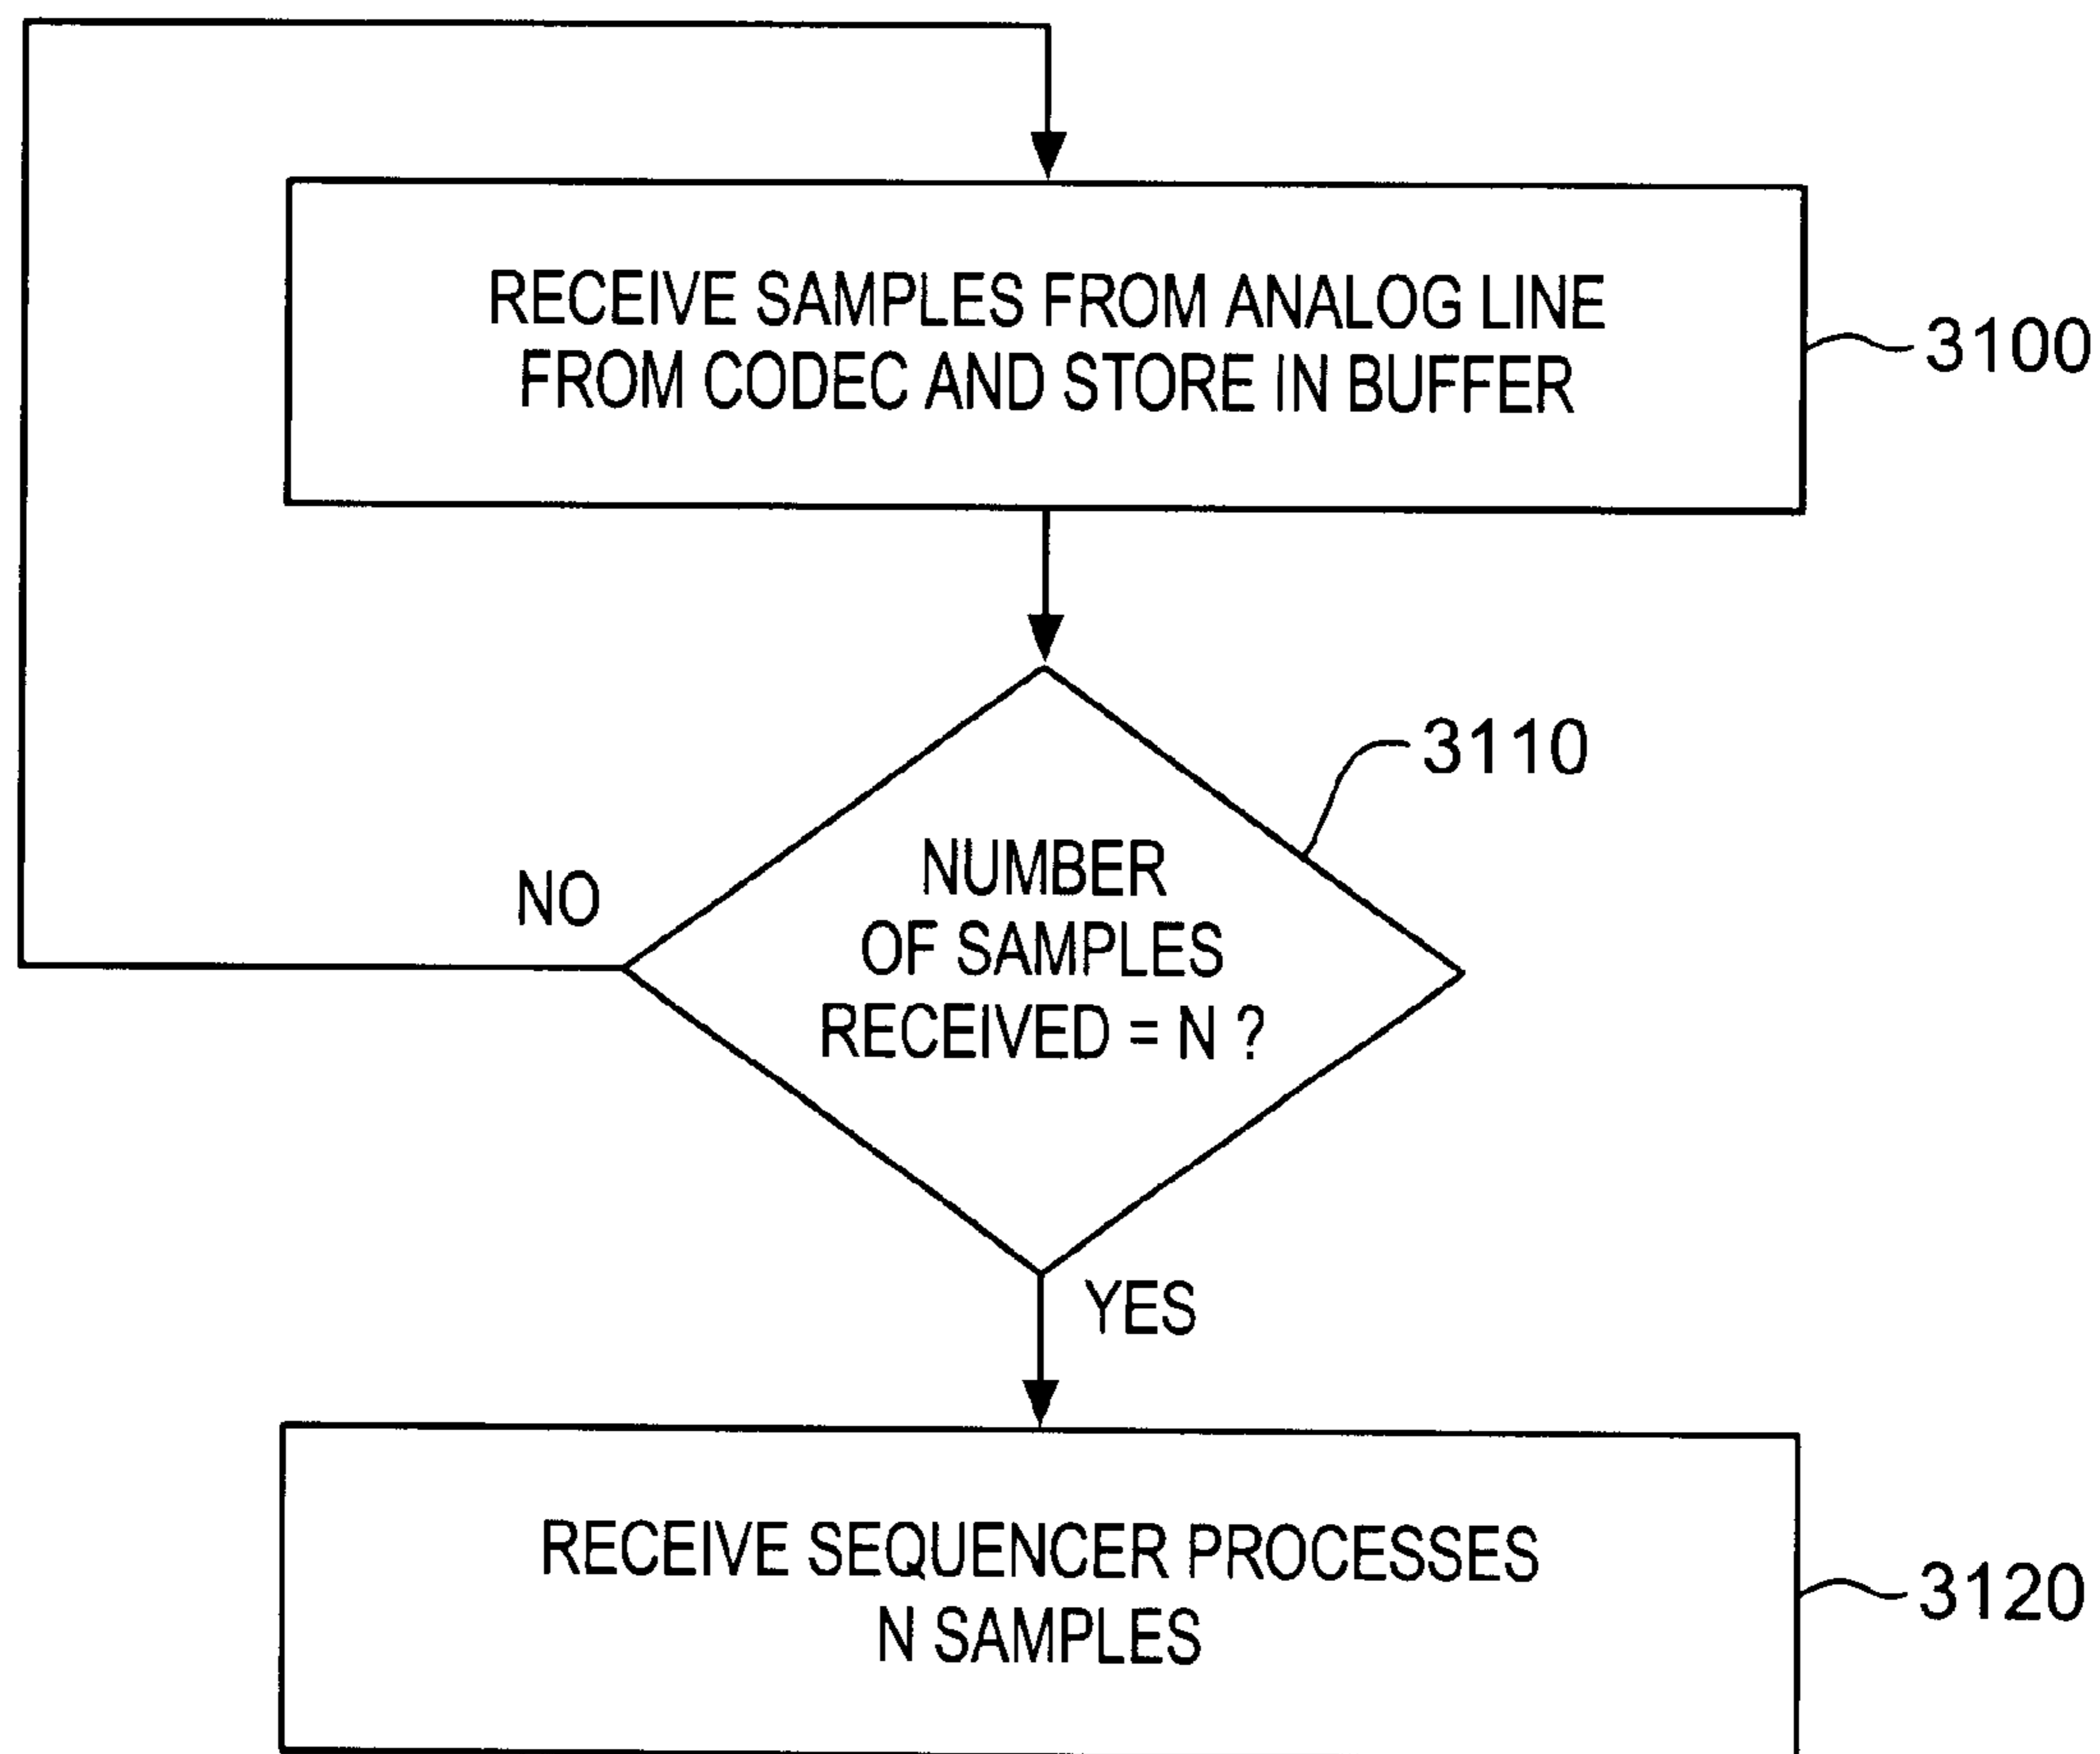 RECEIVE SAMPLES FROM ANALOG LINE
FROM CODEC AND STORE IN BUFFER
3100
3110
NUMBER
OF SAMPLES
RECEIVED = N ?
NO
YES
RECEIVE SEQUENCER PROCESSES
N SAMPLES
3120